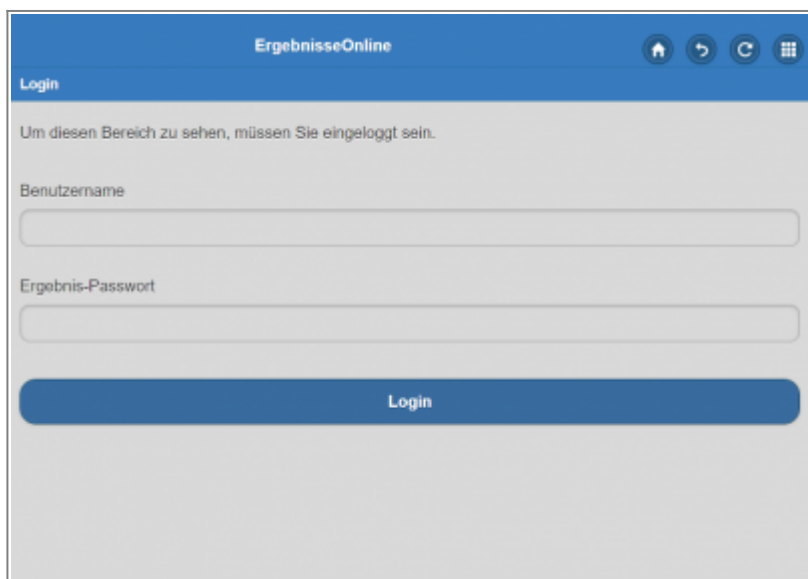 ErgebnisseOnline
Login
Um diesen Bereich zu sehen, müssen Sie eingeloggt sein.
Benutzername
Ergebnis-Passwort
Login